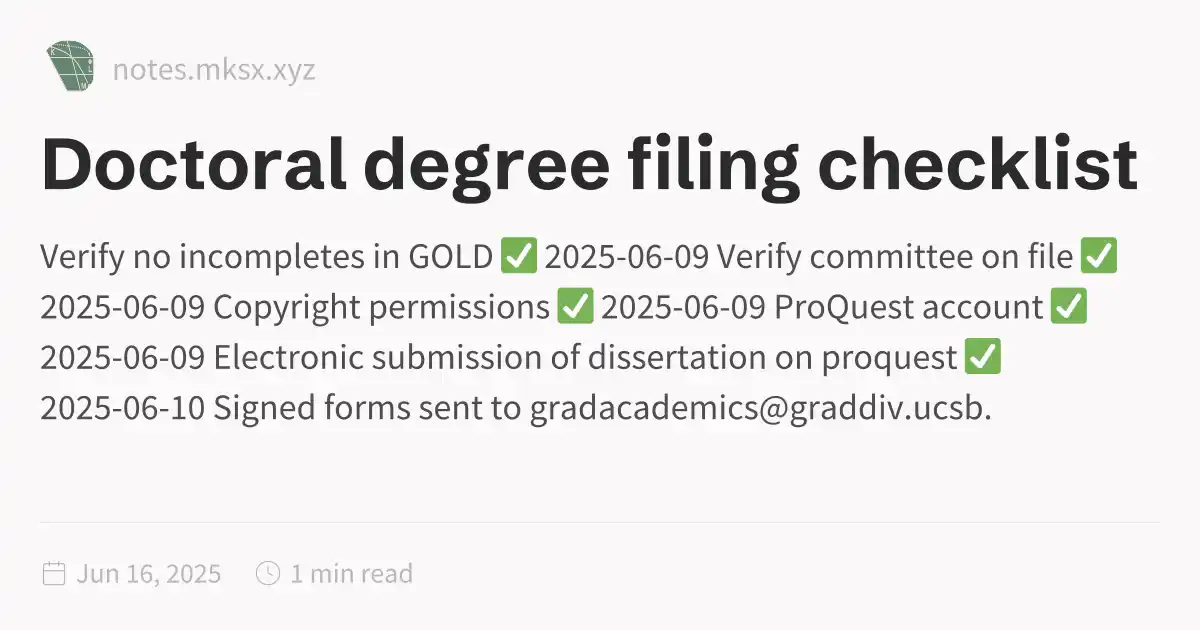 notes.mksx.xyz
Doctoral degree filing checklist
Verify no incompletes in GOLD ✅ 2025-06-09 Verify committee on file ✅
2025-06-09 Copyright permissions ✅ 2025-06-09 ProQuest account ✅
2025-06-09 Electronic submission of dissertation on proquest ✅
2025-06-10 Signed forms sent to gradacademics@graddiv.ucsb.
Jun 16, 2025 1 min read